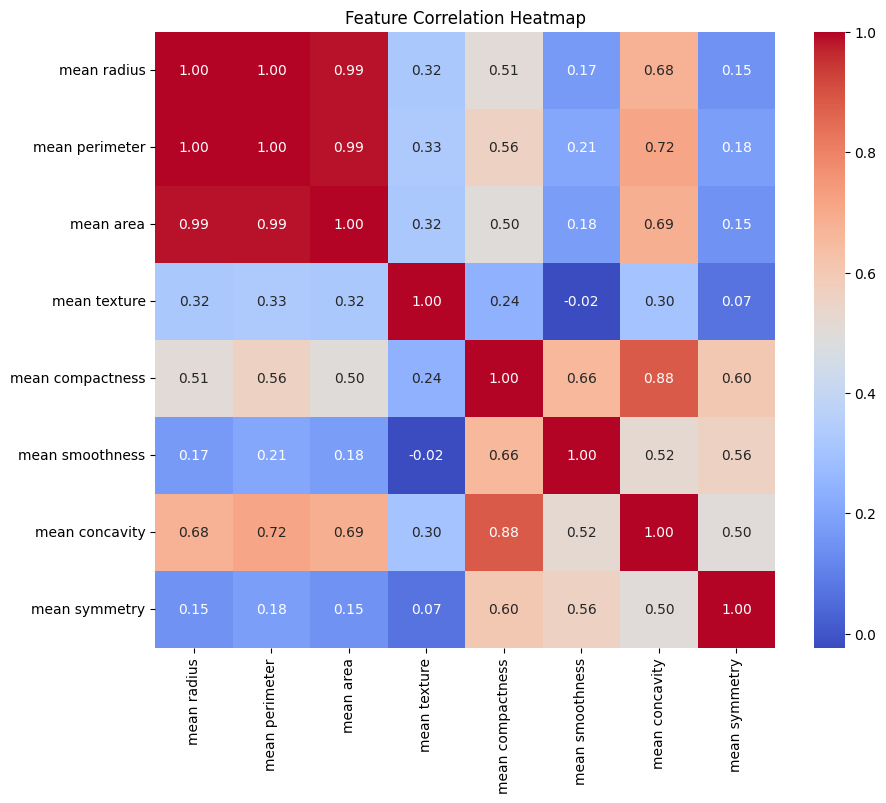 Feature Correlation Heatmap
mean radius 1.00 1.00 0.99 0.32 0.51 0.17 0.68 0.15
mean perimeter 1.00 1.00 0.99 0.33 0.56 0.21 0.72 0.18
mean area 0.99 0.99 1.00 0.32 0.50 0.18 0.69 0.15
mean texture 0.32 0.33 0.32 1.00 0.24 -0.02 0.30 0.07
mean compactness 0.51 0.56 0.50 0.24 1.00 0.66 0.88 0.60
mean smoothness 0.17 0.21 0.18 -0.02 0.66 1.00 0.52 0.56
mean concavity 0.68 0.72 0.69 0.30 0.88 0.52 1.00 0.50
mean symmetry 0.15 0.18 0.15 0.07 0.60 0.56 0.50 1.00
mean radius
mean perimeter
mean area
mean texture
mean compactness
mean smoothness
mean concavity
mean symmetry
1.0
0.8
0.6
0.4
0.2
0.0